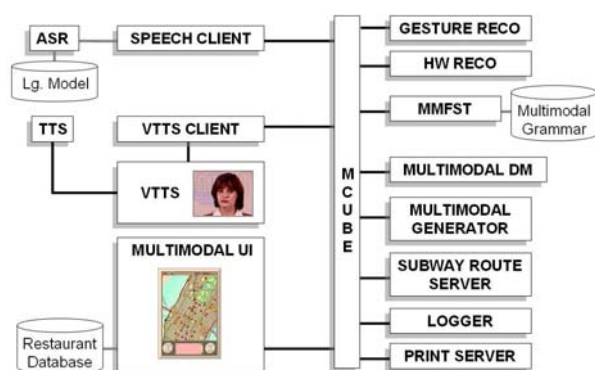 ASR
SPEECH CLIENT
Lg. Model
TTS
VTTS CLIENT
VTTS
MULTIMODAL UI
Restaurant
Database
MCUBE
GESTURE RECO
HW RECO
MMFST
Multimodal
Grammar
MULTIMODAL DM
MULTIMODAL
GENERATOR
SUBWAY ROUTE
SERVER
LOGGER
PRINT SERVER